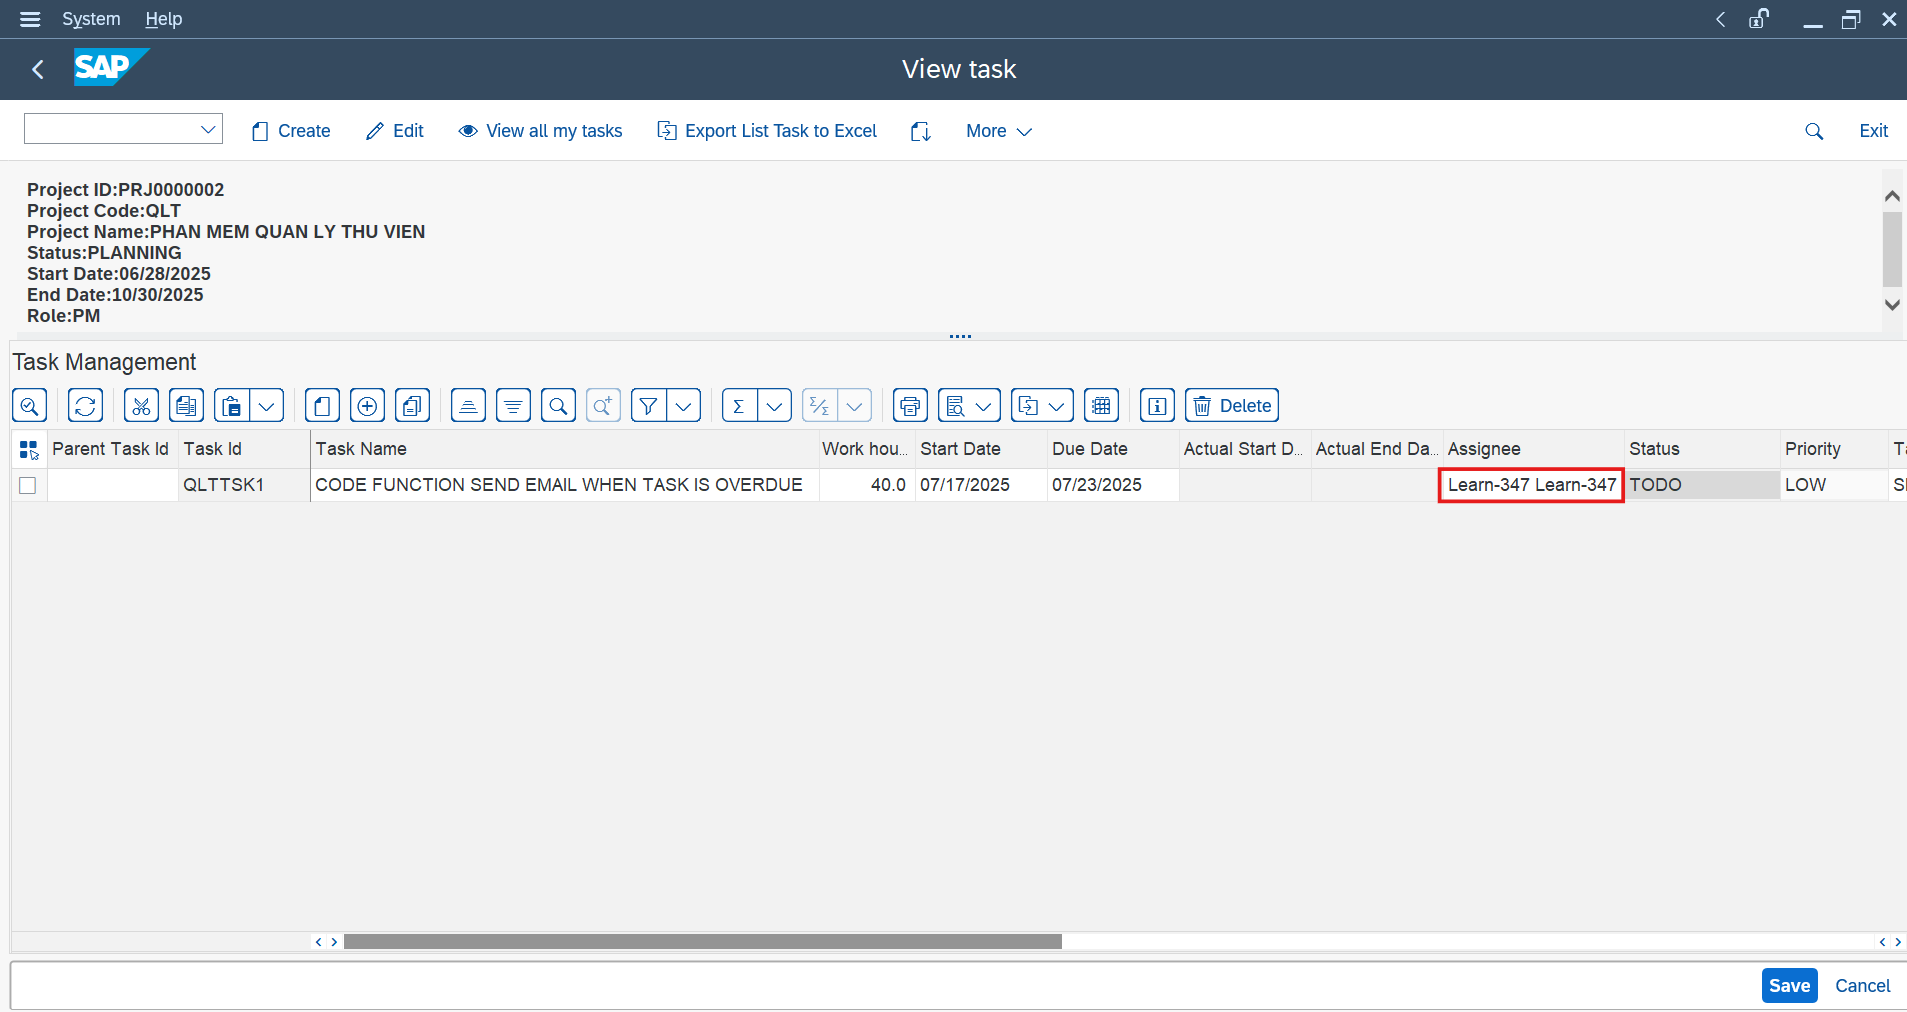 System Help
SAP
View task
Create Edit View all my tasks Export List Task to Excel More Exit
Project ID:PRJ0000002
Project Code:QLT
Project Name:PHAN MEM QUAN LY THU VIEN
Status:PLANNING
Start Date:06/28/2025
End Date:10/30/2025
Role:PM
Task Management
Delete
Parent Task Id Task Id Task Name Work hou... Start Date Due Date Actual Start D... Actual End Da... Assignee Status Priority
QLTTSK1 CODE FUNCTION SEND EMAIL WHEN TASK IS OVERDUE 40.0 07/17/2025 07/23/2025 Learn-347 Learn-347 TODO LOW
Save Cancel